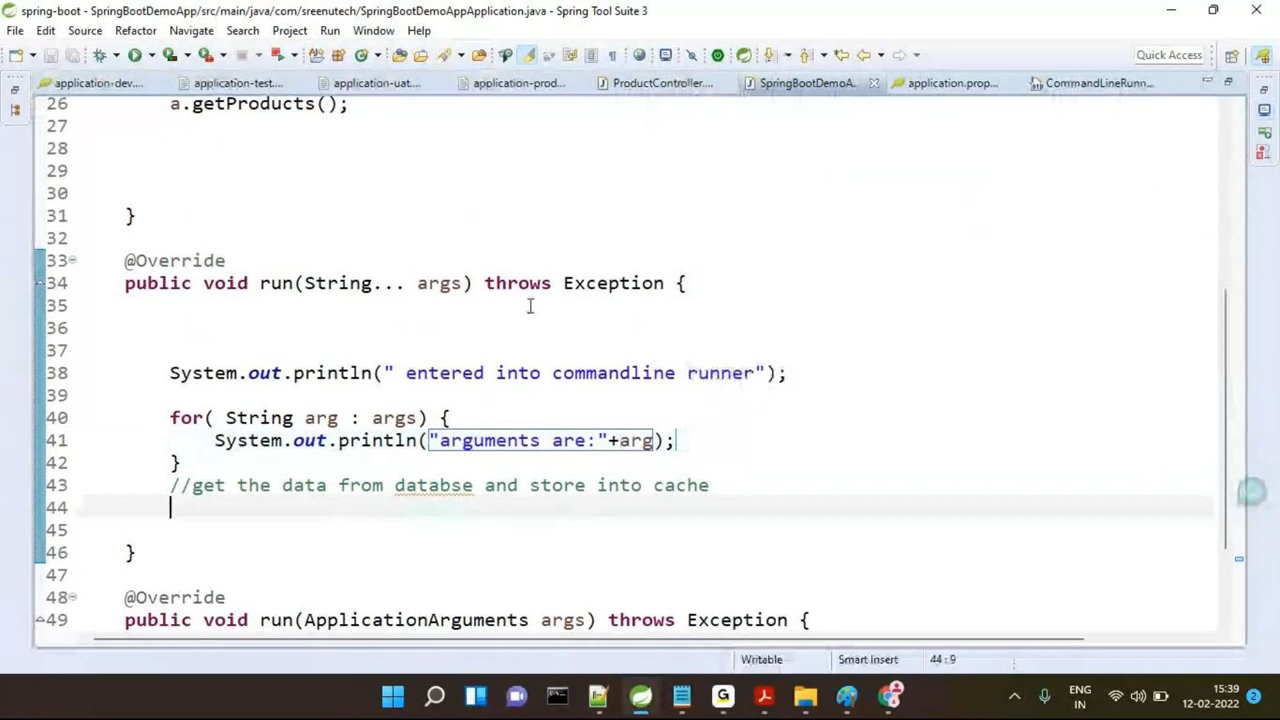 spring-boot - SpringBootDemoApp/src/main/java/com/sreenutech/SpringBootDemoAppApplication.java - Spring Tool Suite 3
File Edit Source Refactor Navigate Search Project Run Window Help
Quick Access
application-dev... application-test... application-uat... application-prod... ProductController.... SpringBootDemoA... application.prop... CommandLineRunn...
26 a.getProducts();
27
28
29
30
31 }
32
33 @Override
34 public void run(String... args) throws Exception {
35
36
37
38 System.out.println(" entered into commandline runner");
39
40 for( String arg : args) {
41 System.out.println("arguments are:"+arg);
42 }
43 //get the data from databse and store into cache
44
45
46 }
47
48 @Override
49 public void run(ApplicationArguments args) throws Exception {
Writable Smart Insert 44 : 9
ENG 15:39
IN 12-02-2022 2